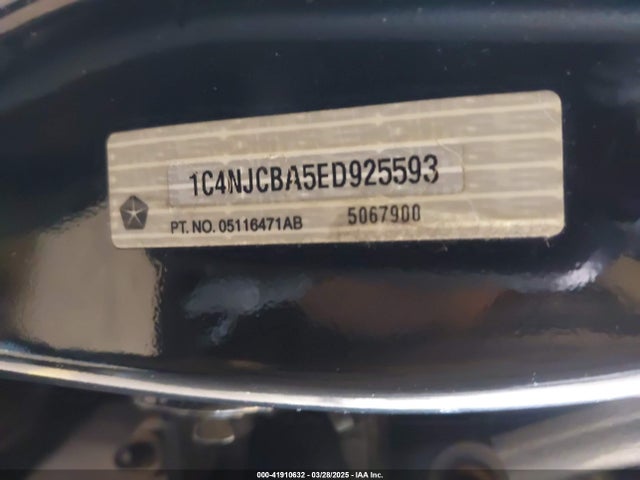 1C4NJCBA5ED925593
PT. NO. 05116471AB 5067900
000-41910632 - 03/28/2025 - IAA Inc.